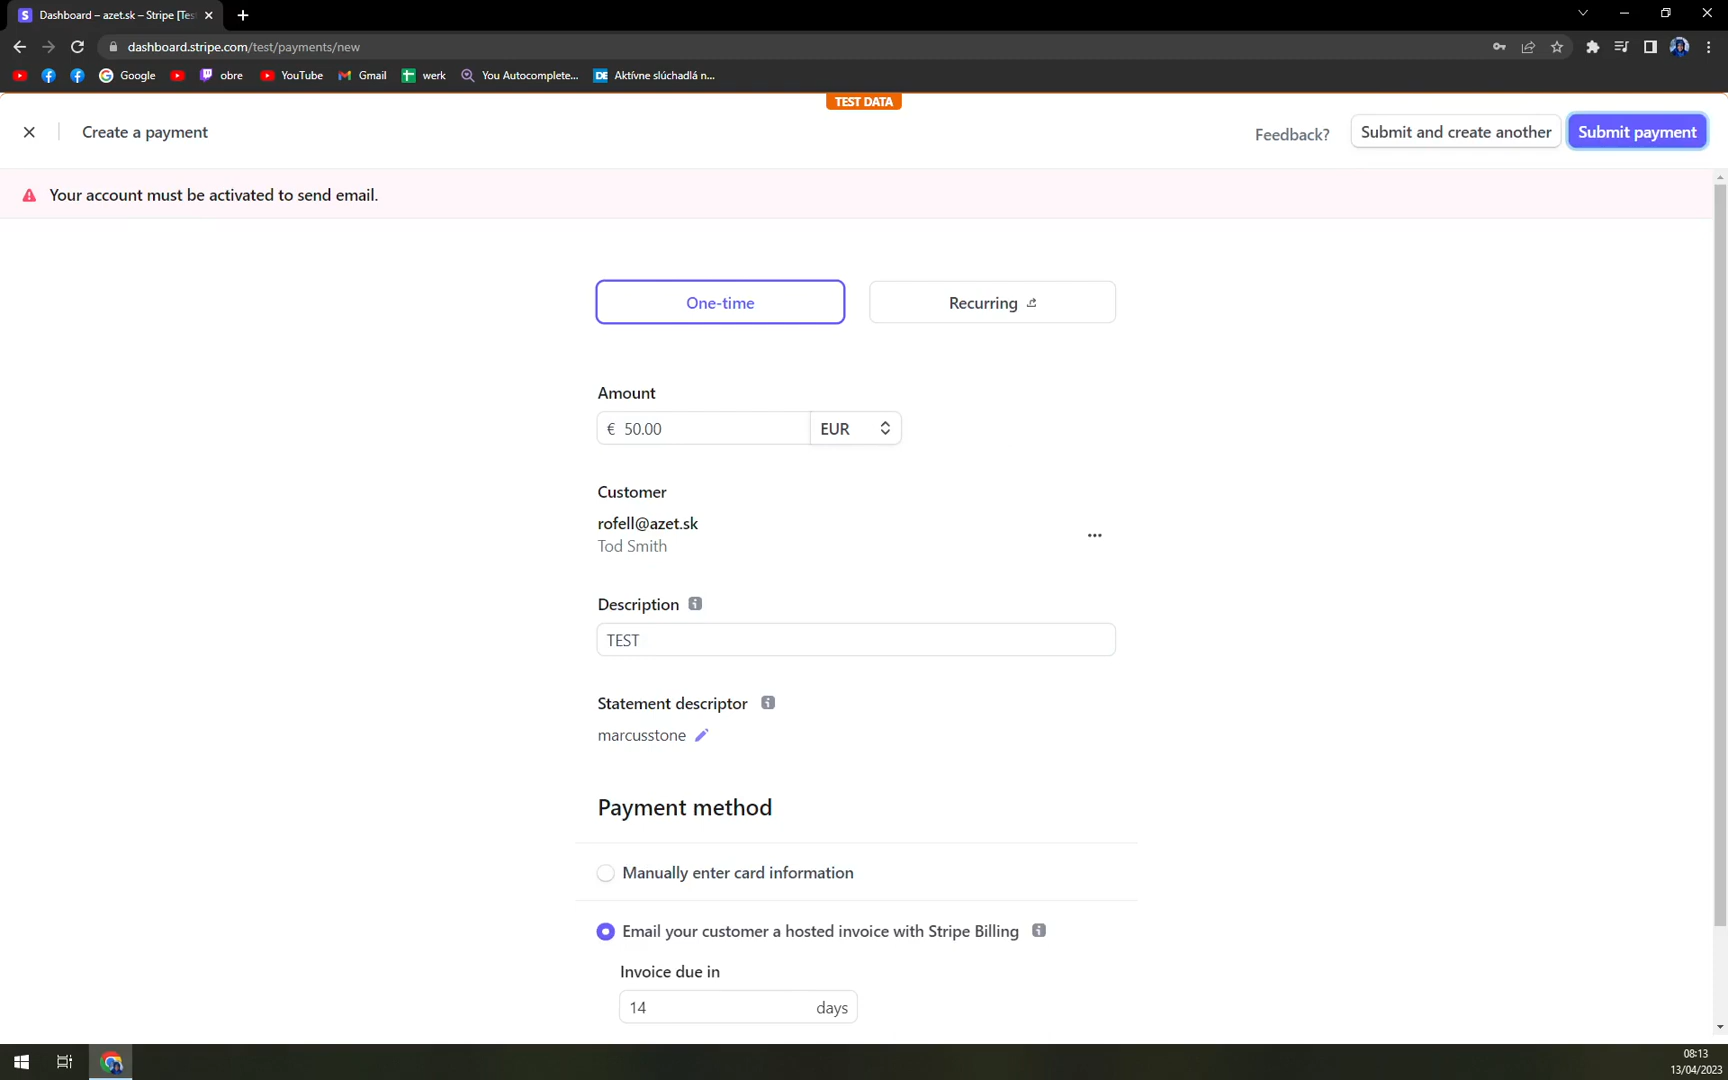 Dashboard – azet.sk – Stripe [Tes
dashboard.stripe.com/test/payments/new
Google
obre
YouTube
Gmail
werk
You Autocomplete...
DE Aktívne slúchadlá n...
TEST DATA
Create a payment
Feedback?
Submit and create another
Submit payment
Your account must be activated to send email.
One-time
Recurring
Amount
€ 50.00
EUR
Customer
rofell@azet.sk
Tod Smith
Description
TEST
Statement descriptor
marcusstone
Payment method
Manually enter card information
Email your customer a hosted invoice with Stripe Billing
Invoice due in
14 days
08:13
13/04/2023